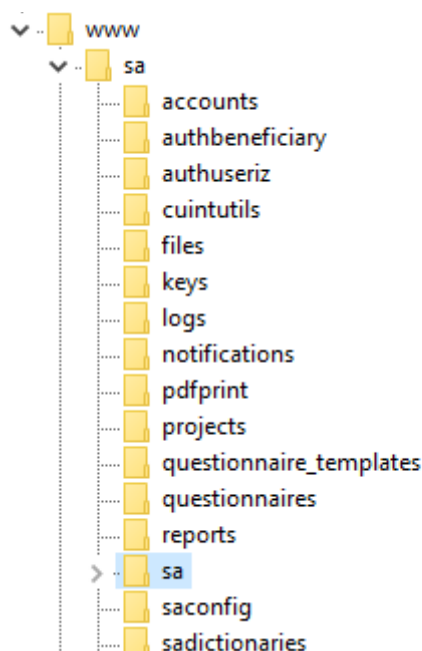 www
sa
accounts
authbeneficiary
authuseriz
cuintutils
files
keys
logs
notifications
pdfprint
projects
questionnaire_templates
questionnaires
reports
sa
saconfig
sadictionaries